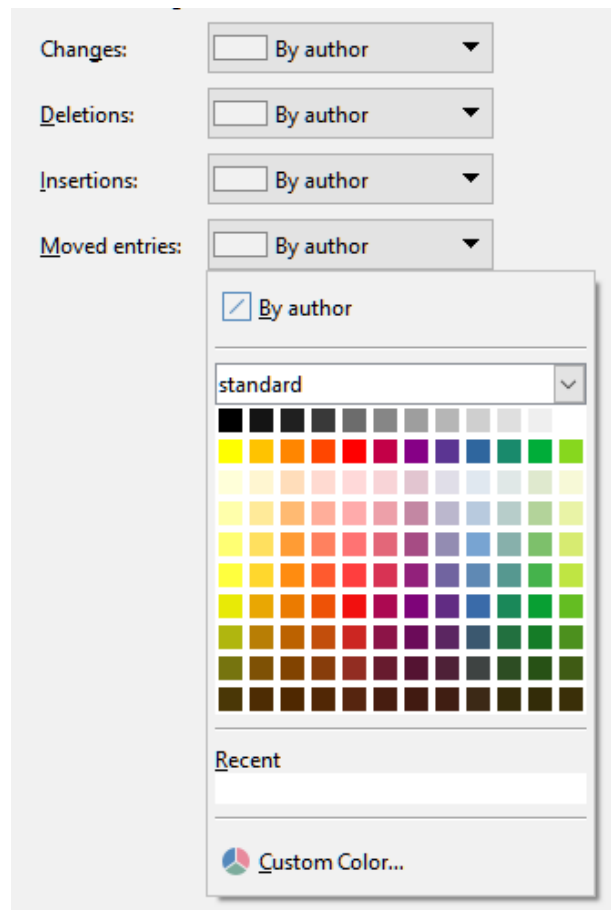 Changes: By author
Deletions: By author
Insertions: By author
Moved entries: By author
By author
standard
Recent
Custom Color...